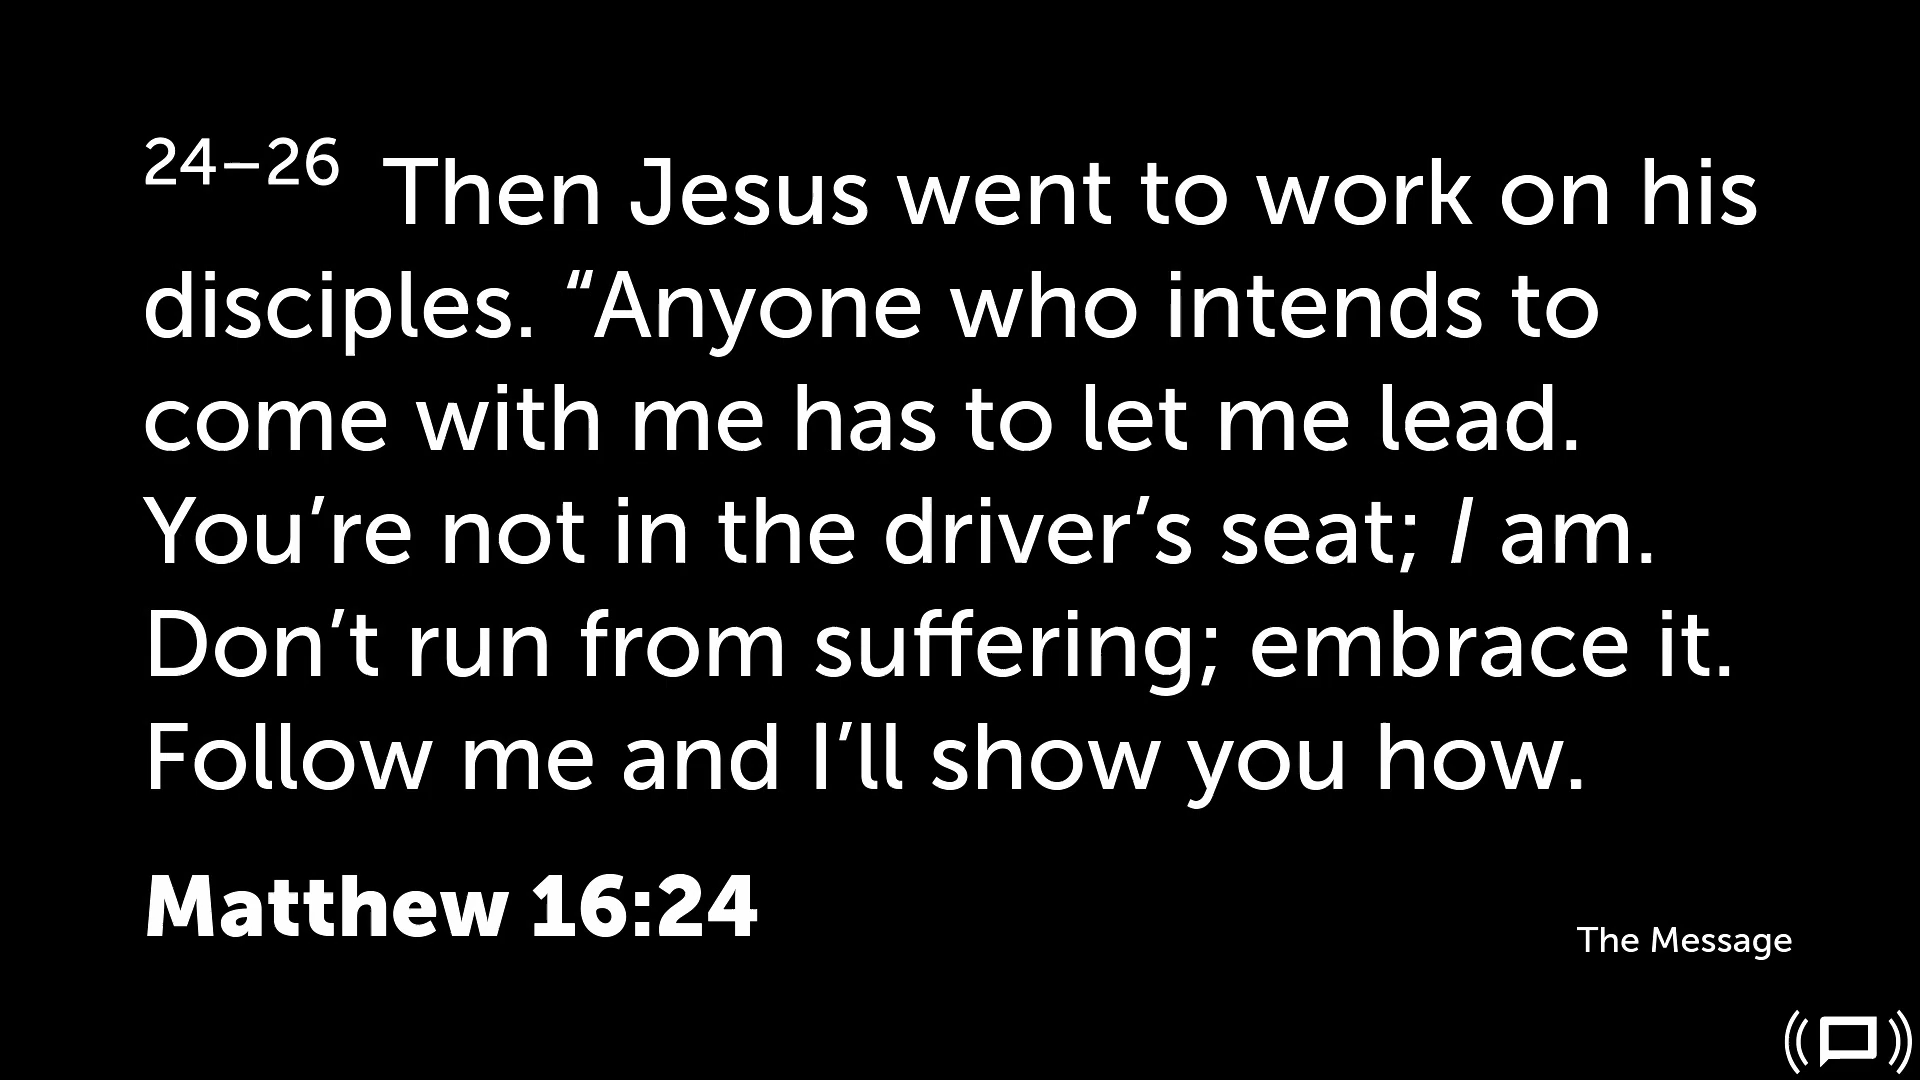 24–26 Then Jesus went to work on his
disciples. “Anyone who intends to
come with me has to let me lead.
You’re not in the driver’s seat; I am.
Don’t run from suffering; embrace it.
Follow me and I’ll show you how.
Matthew 16:24
The Message